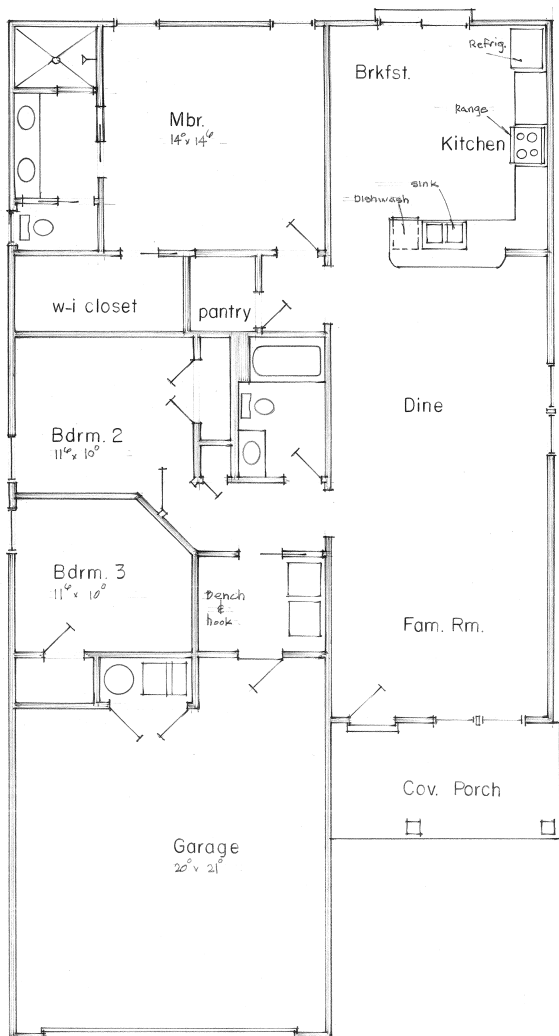 Refrig.
Brkfst.
Range
Mbr.
14⁰ x 14⁶
Kitchen
sink
Dishwash
w-i closet
pantry
Dine
Bdrm. 2
11⁶ x 10⁰
Bdrm. 3
11⁶ x 10⁰
Bench
&
hook
Fam. Rm.
Cov. Porch
Garage
20⁰ x 21⁰